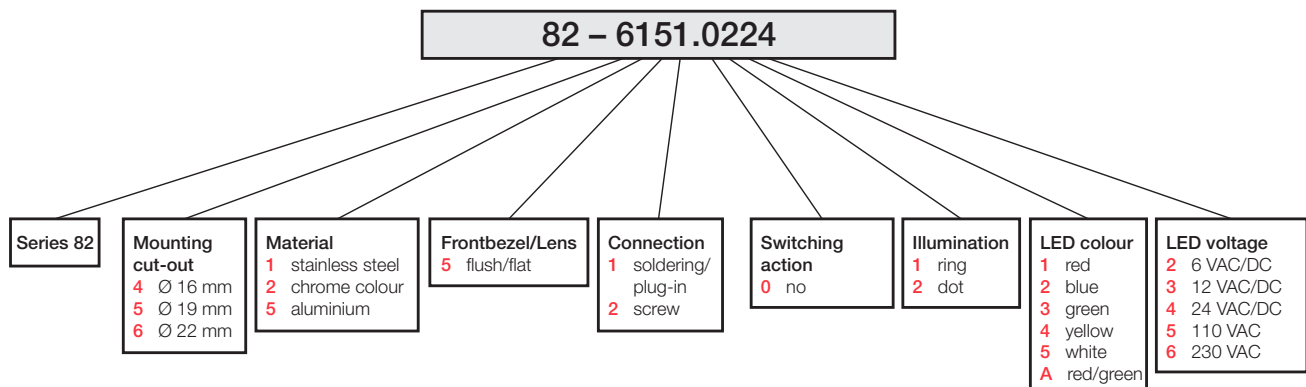 82 – 6151.0224
Series 82
Mounting
cut-out
4 Ø 16 mm
5 Ø 19 mm
6 Ø 22 mm
Material
1 stainless steel
2 chrome colour
5 aluminium
Frontbezel/Lens
5 flush/flat
Connection
1 soldering/
plug-in
2 screw
Switching
action
0 no
Illumination
1 ring
2 dot
LED colour
1 red
2 blue
3 green
4 yellow
5 white
A red/green
LED voltage
2 6 VAC/DC
3 12 VAC/DC
4 24 VAC/DC
5 110 VAC
6 230 VAC